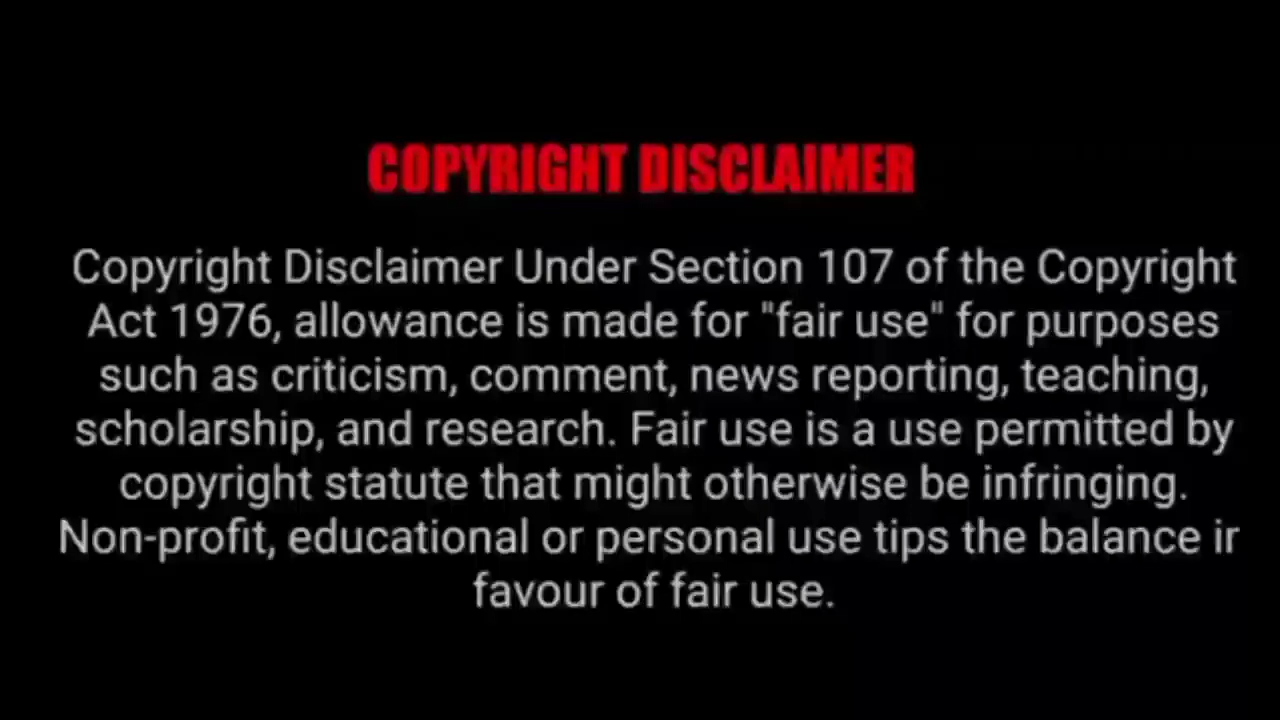 COPYRIGHT DISCLAIMER
Copyright Disclaimer Under Section 107 of the Copyright
Act 1976, allowance is made for "fair use" for purposes
such as criticism, comment, news reporting, teaching,
scholarship, and research. Fair use is a use permitted by
copyright statute that might otherwise be infringing.
Non-profit, educational or personal use tips the balance ir
favour of fair use.